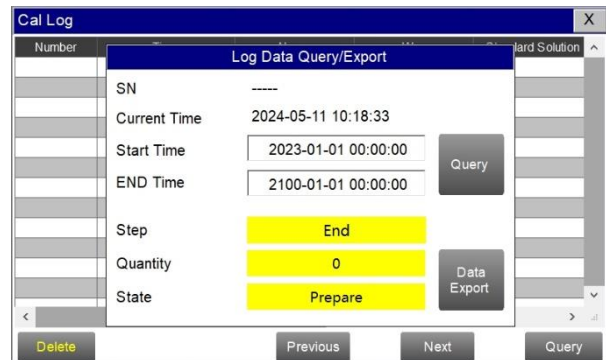 Cal Log X
Number
lard Solution
Log Data Query/Export
SN -----
Current Time 2024-05-11 10:18:33
Start Time 2023-01-01 00:00:00
Query
END Time 2100-01-01 00:00:00
Step End
Quantity 0
Data Export
State Prepare
Delete Previous Next Query